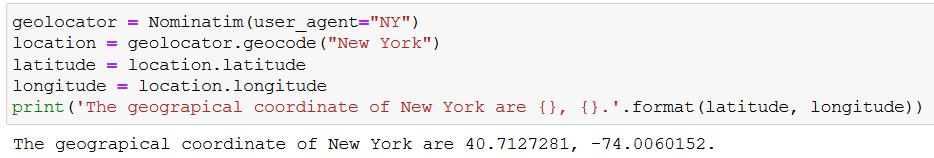 geolocator = Nominatim(user_agent="NY")
location = geolocator.geocode("New York")
latitude = location.latitude
longitude = location.longitude
print('The geograpical coordinate of New York are {}, {}.'.format(latitude, longitude))
The geograpical coordinate of New York are 40.7127281, -74.0060152.